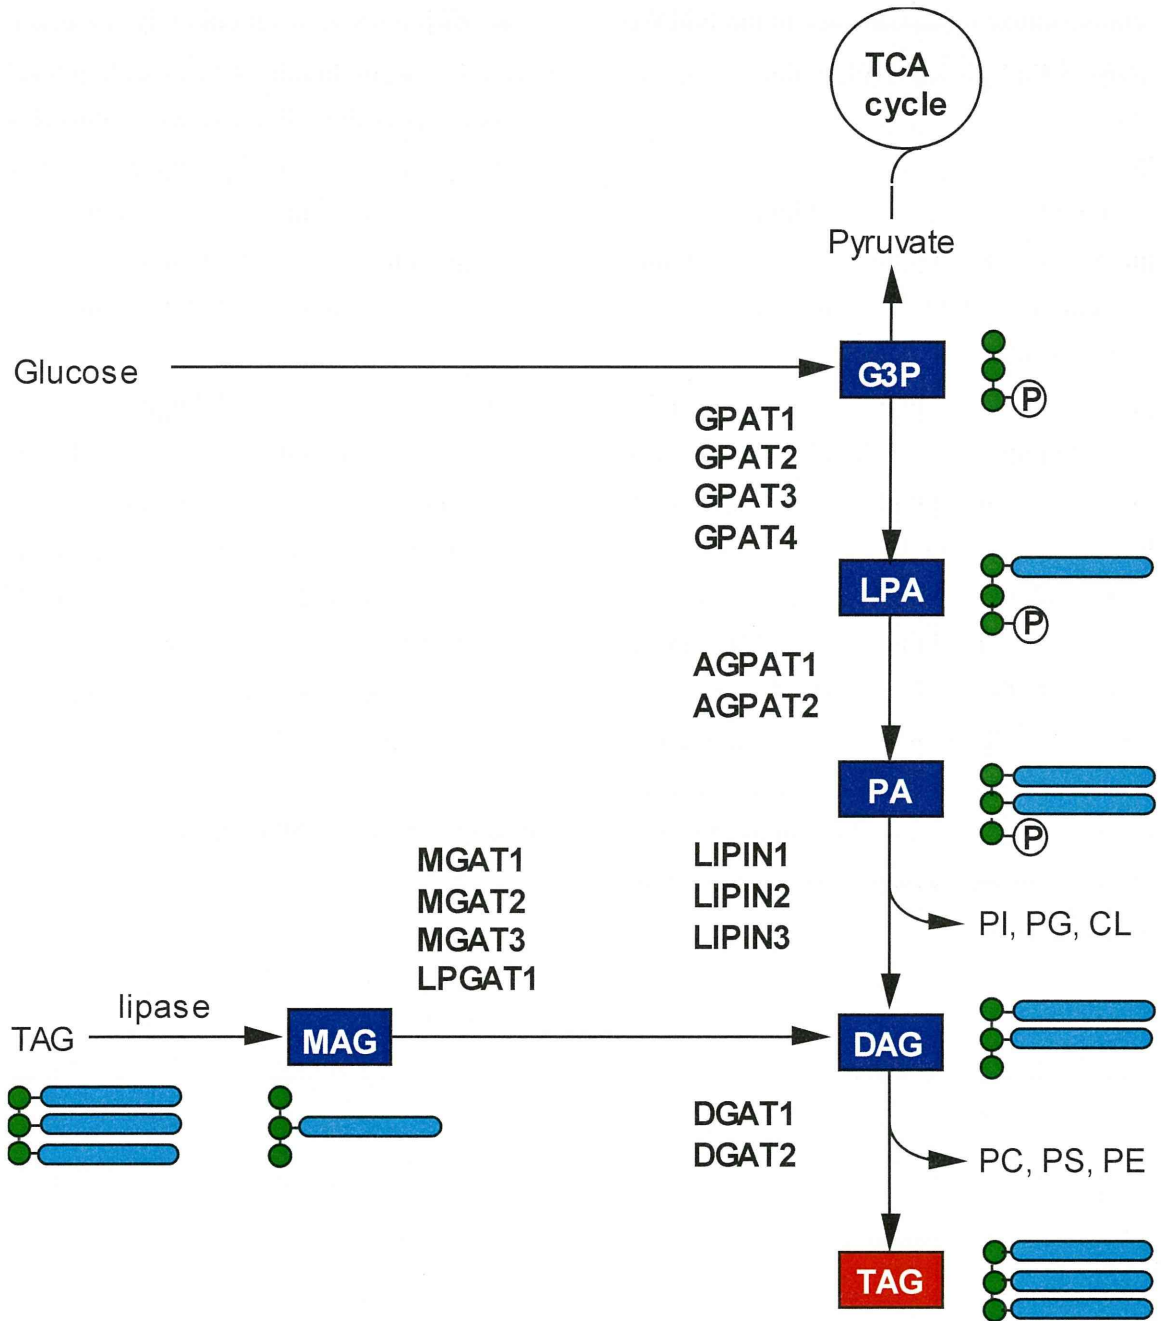 TCA
cycle
Pyruvate
Glucose
G3P
P
GPAT1
GPAT2
GPAT3
GPAT4
LPA
P
AGPAT1
AGPAT2
PA
P
MGAT1
MGAT2
MGAT3
LPGAT1
LIPIN1
LIPIN2
LIPIN3
PI, PG, CL
TAG
lipase
MAG
DAG
DGAT1
DGAT2
PC, PS, PE
TAG